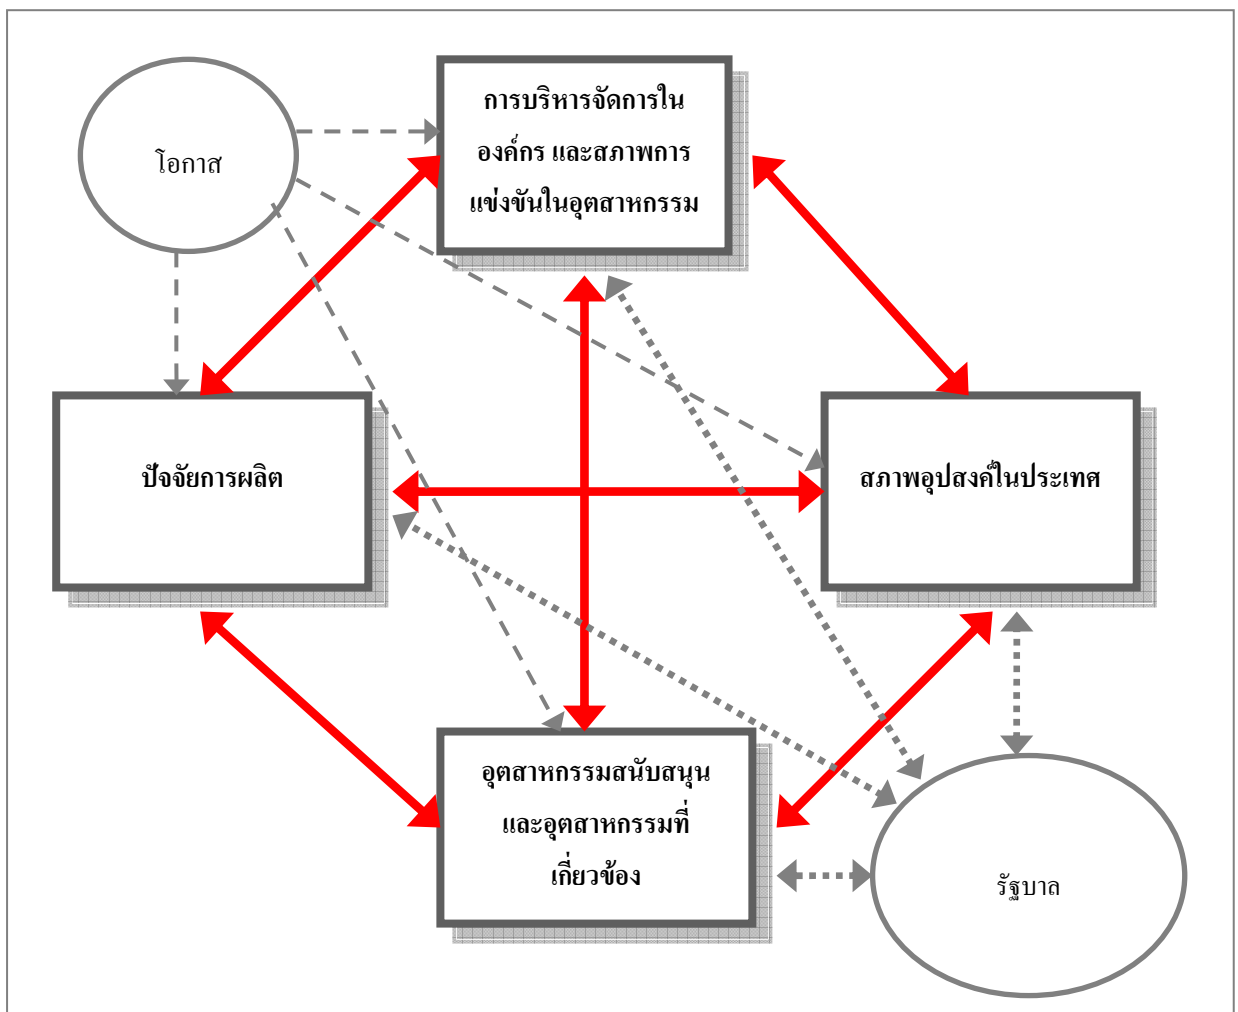 โอกาส
การบริหารจัดการใน
องค์กร และสภาพการ
แข่งขันในอุตสาหกรรม
ปัจจัยการผลิต
สภาพอุปสงค์ในประเทศ
อุตสาหกรรมสนับสนุน
และอุตสาหกรรมที่
เกี่ยวข้อง
รัฐบาล